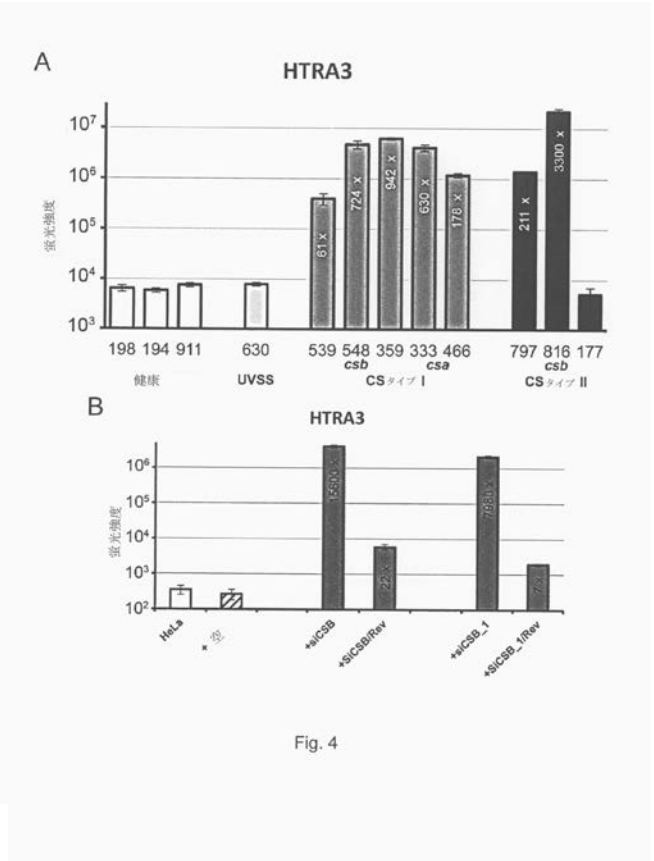 A
HTRA3
10⁷
10⁶
10⁵
10⁴
10³
蛍光強度
61 x
724 x
942 x
630 x
178 x
211 x
3300 x
198 194 911 630 539 548 359 333 466 797 816 177
csb csa csb
健康 UVSS CSタイプ I CSタイプ II
B
HTRA3
10⁶
10⁵
10⁴
10³
10²
蛍光強度
15600 x
22 x
7 x
HeLa
+ 空
+siCSB
+SiCSB/Rev
+siCSB_1
+SiCSB_1/Rev
Fig. 4